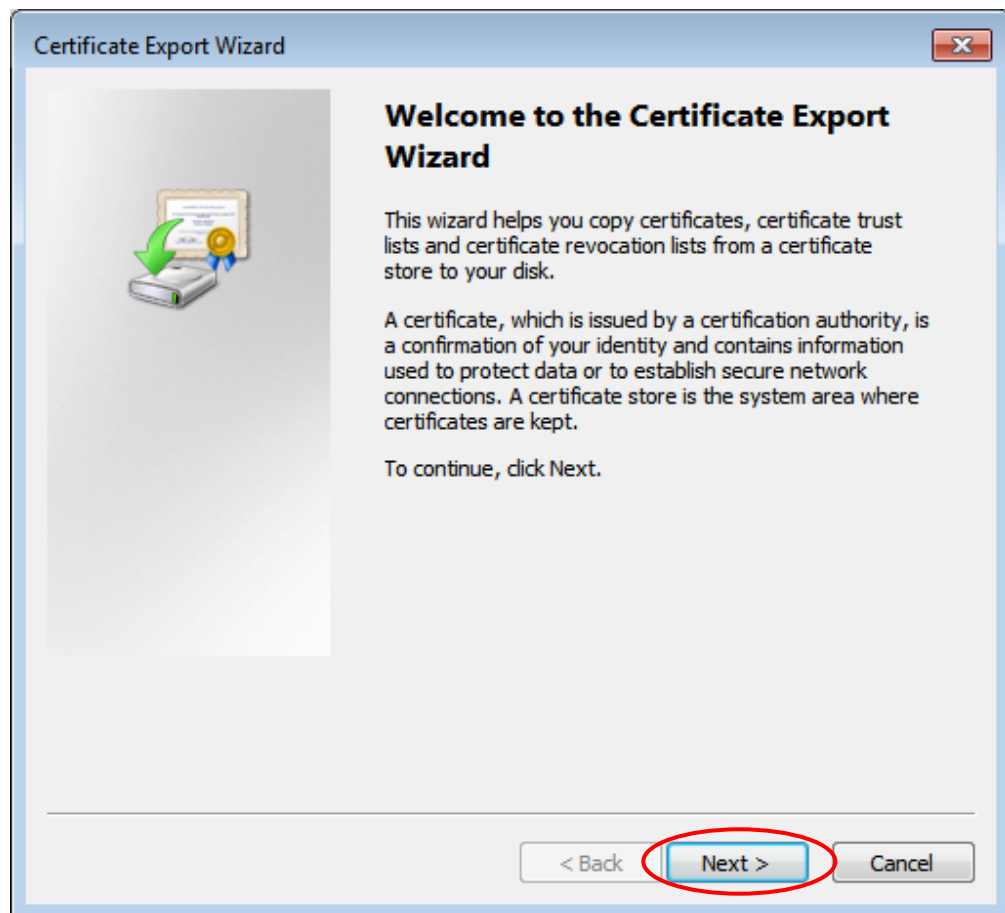 Certificate Export Wizard
Welcome to the Certificate Export
Wizard
This wizard helps you copy certificates, certificate trust
lists and certificate revocation lists from a certificate
store to your disk.
A certificate, which is issued by a certification authority, is
a confirmation of your identity and contains information
used to protect data or to establish secure network
connections. A certificate store is the system area where
certificates are kept.
To continue, click Next.
< Back Next > Cancel